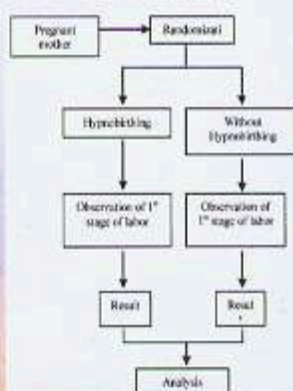 Pregnant
mother
Randomizati
Hypnobirthing
Without
Hypnobirthing
Observation of 1st
stage of labor
Observation of
1st stage of labor
Result
Resul
Analysis